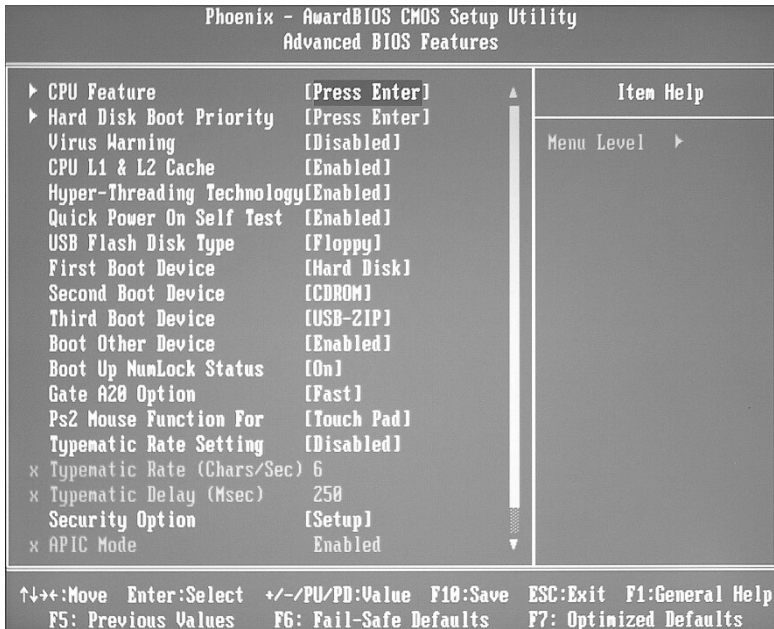 Phoenix - AwardBIOS CMOS Setup Utility
Advanced BIOS Features
CPU Feature [Press Enter]
Hard Disk Boot Priority [Press Enter]
Virus Warning [Disabled]
CPU L1 & L2 Cache [Enabled]
Hyper-Threading Technology[Enabled]
Quick Power On Self Test [Enabled]
USB Flash Disk Type [Floppy]
First Boot Device [Hard Disk]
Second Boot Device [CDROM]
Third Boot Device [USB-ZIP]
Boot Other Device [Enabled]
Boot Up NumLock Status [On]
Gate A20 Option [Fast]
Ps2 Mouse Function For [Touch Pad]
Typematic Rate Setting [Disabled]
x Typematic Rate (Chars/Sec) 6
x Typematic Delay (Msec) 250
Security Option [Setup]
x APIC Mode Enabled
Item Help
Menu Level
↑↓→←:Move Enter:Select +/-/PU/PD:Value F10:Save ESC:Exit F1:General Help
F5: Previous Values F6: Fail-Safe Defaults F7: Optimized Defaults